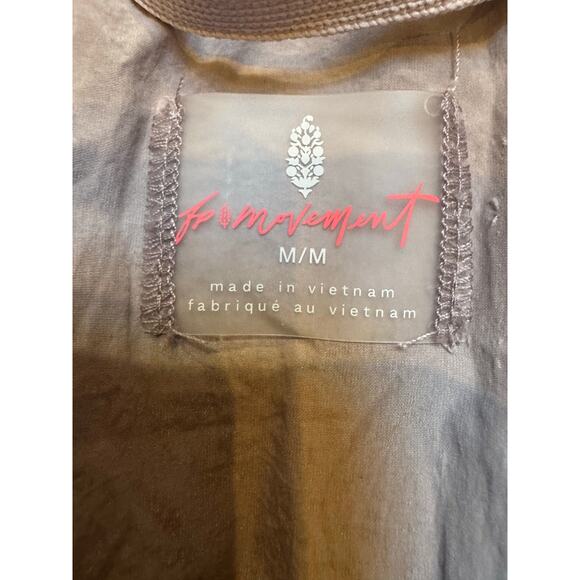 fp movement
M/M
made in vietnam
fabriqué au vietnam